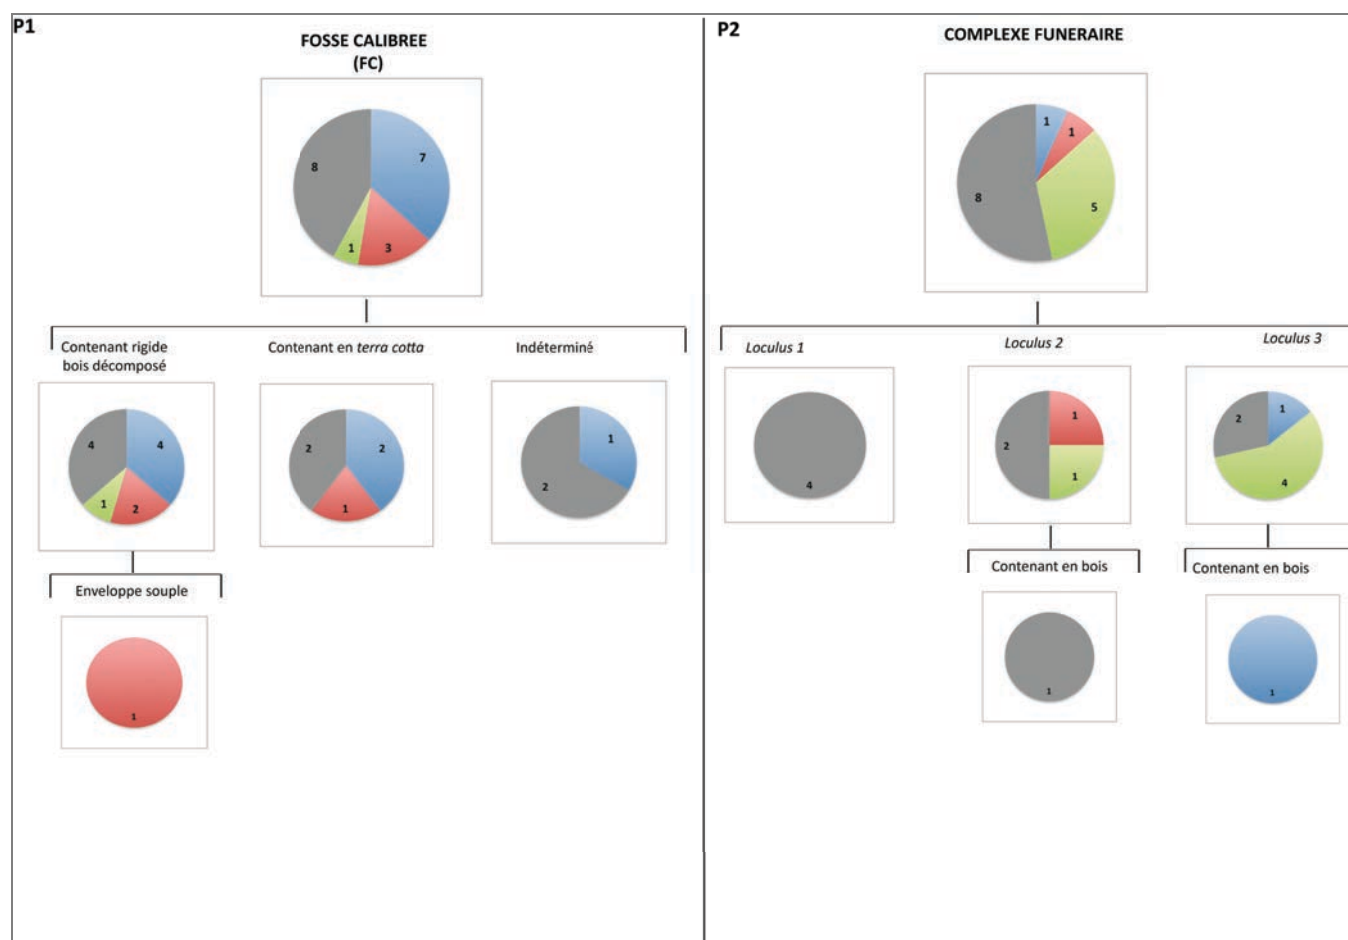 P1
FOSSE CALIBREE
(FC)
8
7
1
3
Contenant rigide
bois décomposé
Contenant en terra cotta
Indéterminé
4
4
1
2
2
2
1
1
2
Enveloppe souple
1
P2
COMPLEXE FUNERAIRE
1
1
8
5
Loculus 1
Loculus 2
Loculus 3
4
1
2
1
1
2
4
Contenant en bois
Contenant en bois
1
1